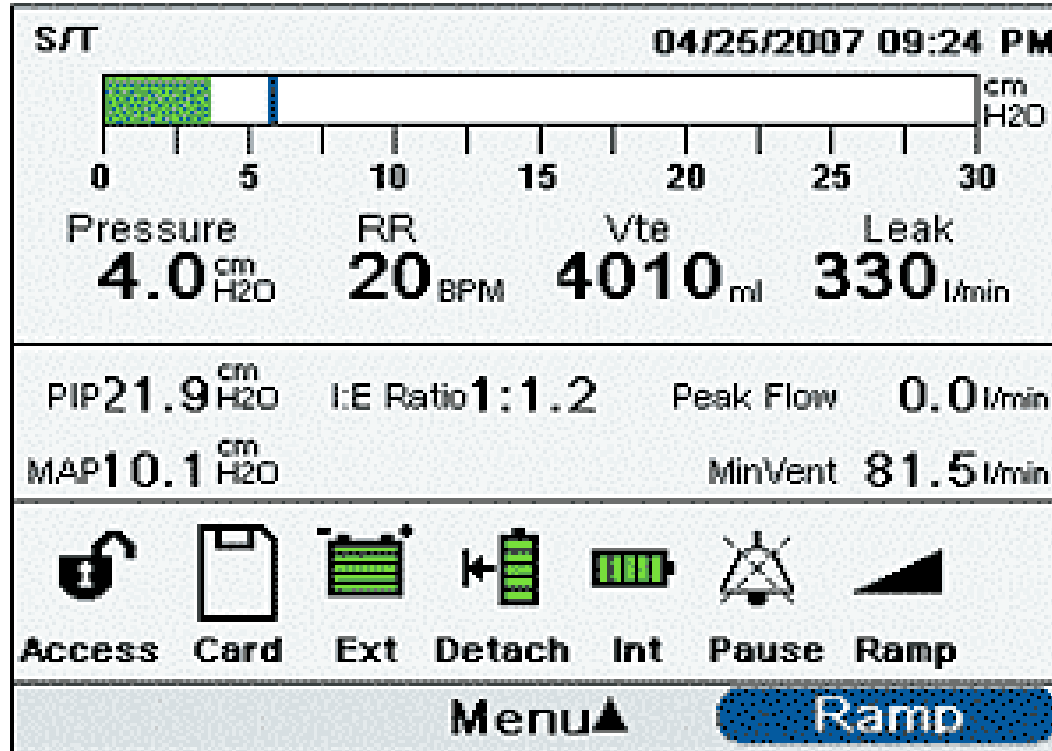 S/T 04/25/2007 09:24 PM
cm
H2O
0 5 10 15 20 25 30
Pressure RR Vte Leak
4.0 cm H2O 20 BPM 4010 ml 330 l/min
PIP 21.9 cm H2O I:E Ratio 1:1.2 Peak Flow 0.0 l/min
MAP 10.1 cm H2O MinVent 81.5 l/min
Access Card Ext Detach Int Pause Ramp
Menu▲ Ramp